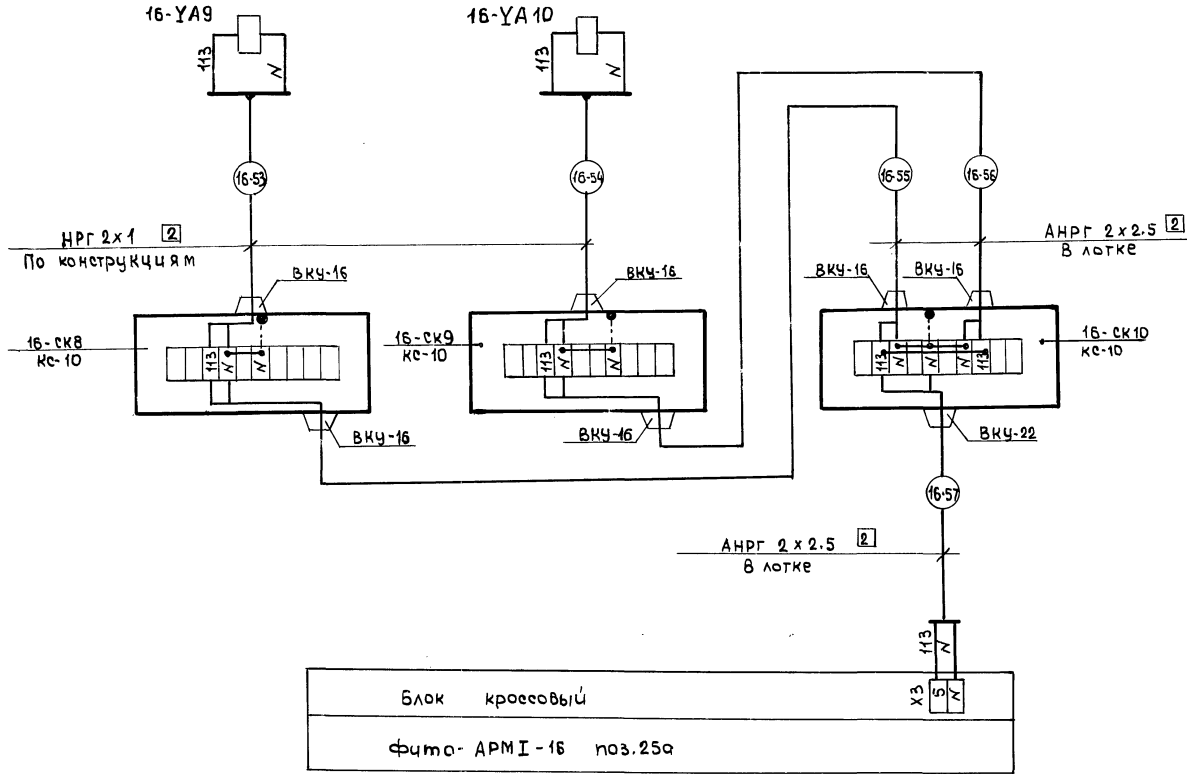 16-YA9
16-YA10
113
N
113
N
16-53
16-54
16-55
16-56
НРГ 2х1 2
По конструкциям
АНРГ 2х2.5 2
В лотке
ВКУ-16
ВКУ-16
ВКУ-16
ВКУ-16
16-СК8
КС-10
113
N
N
16-СК9
КС-10
113
N
N
113
N
N
N
113
16-СК10
КС-10
ВКУ-16
ВКУ-16
ВКУ-22
16-57
АНРГ 2х2.5 2
В лотке
113
N
Х3
5
N
Блок кроссовый
Фито-АРМI-16 поз.25а